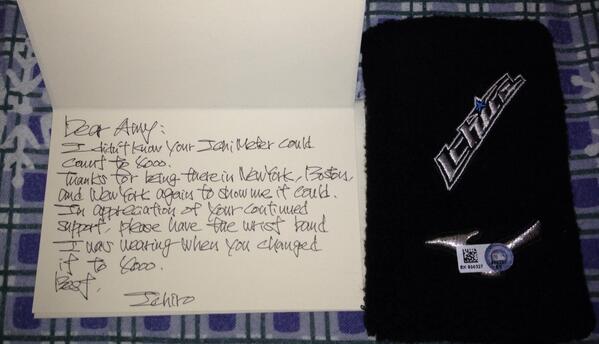 Dear Amy:
I didn't know your Ichi Meter could
count to 4000.
Thanks for being there in New York, Boston,
and New York again to show me it could.
In appreciation of your continued
support, please have the wrist band
I was wearing when you changed
it to 4000.
Best,
Ichiro
Ichiro